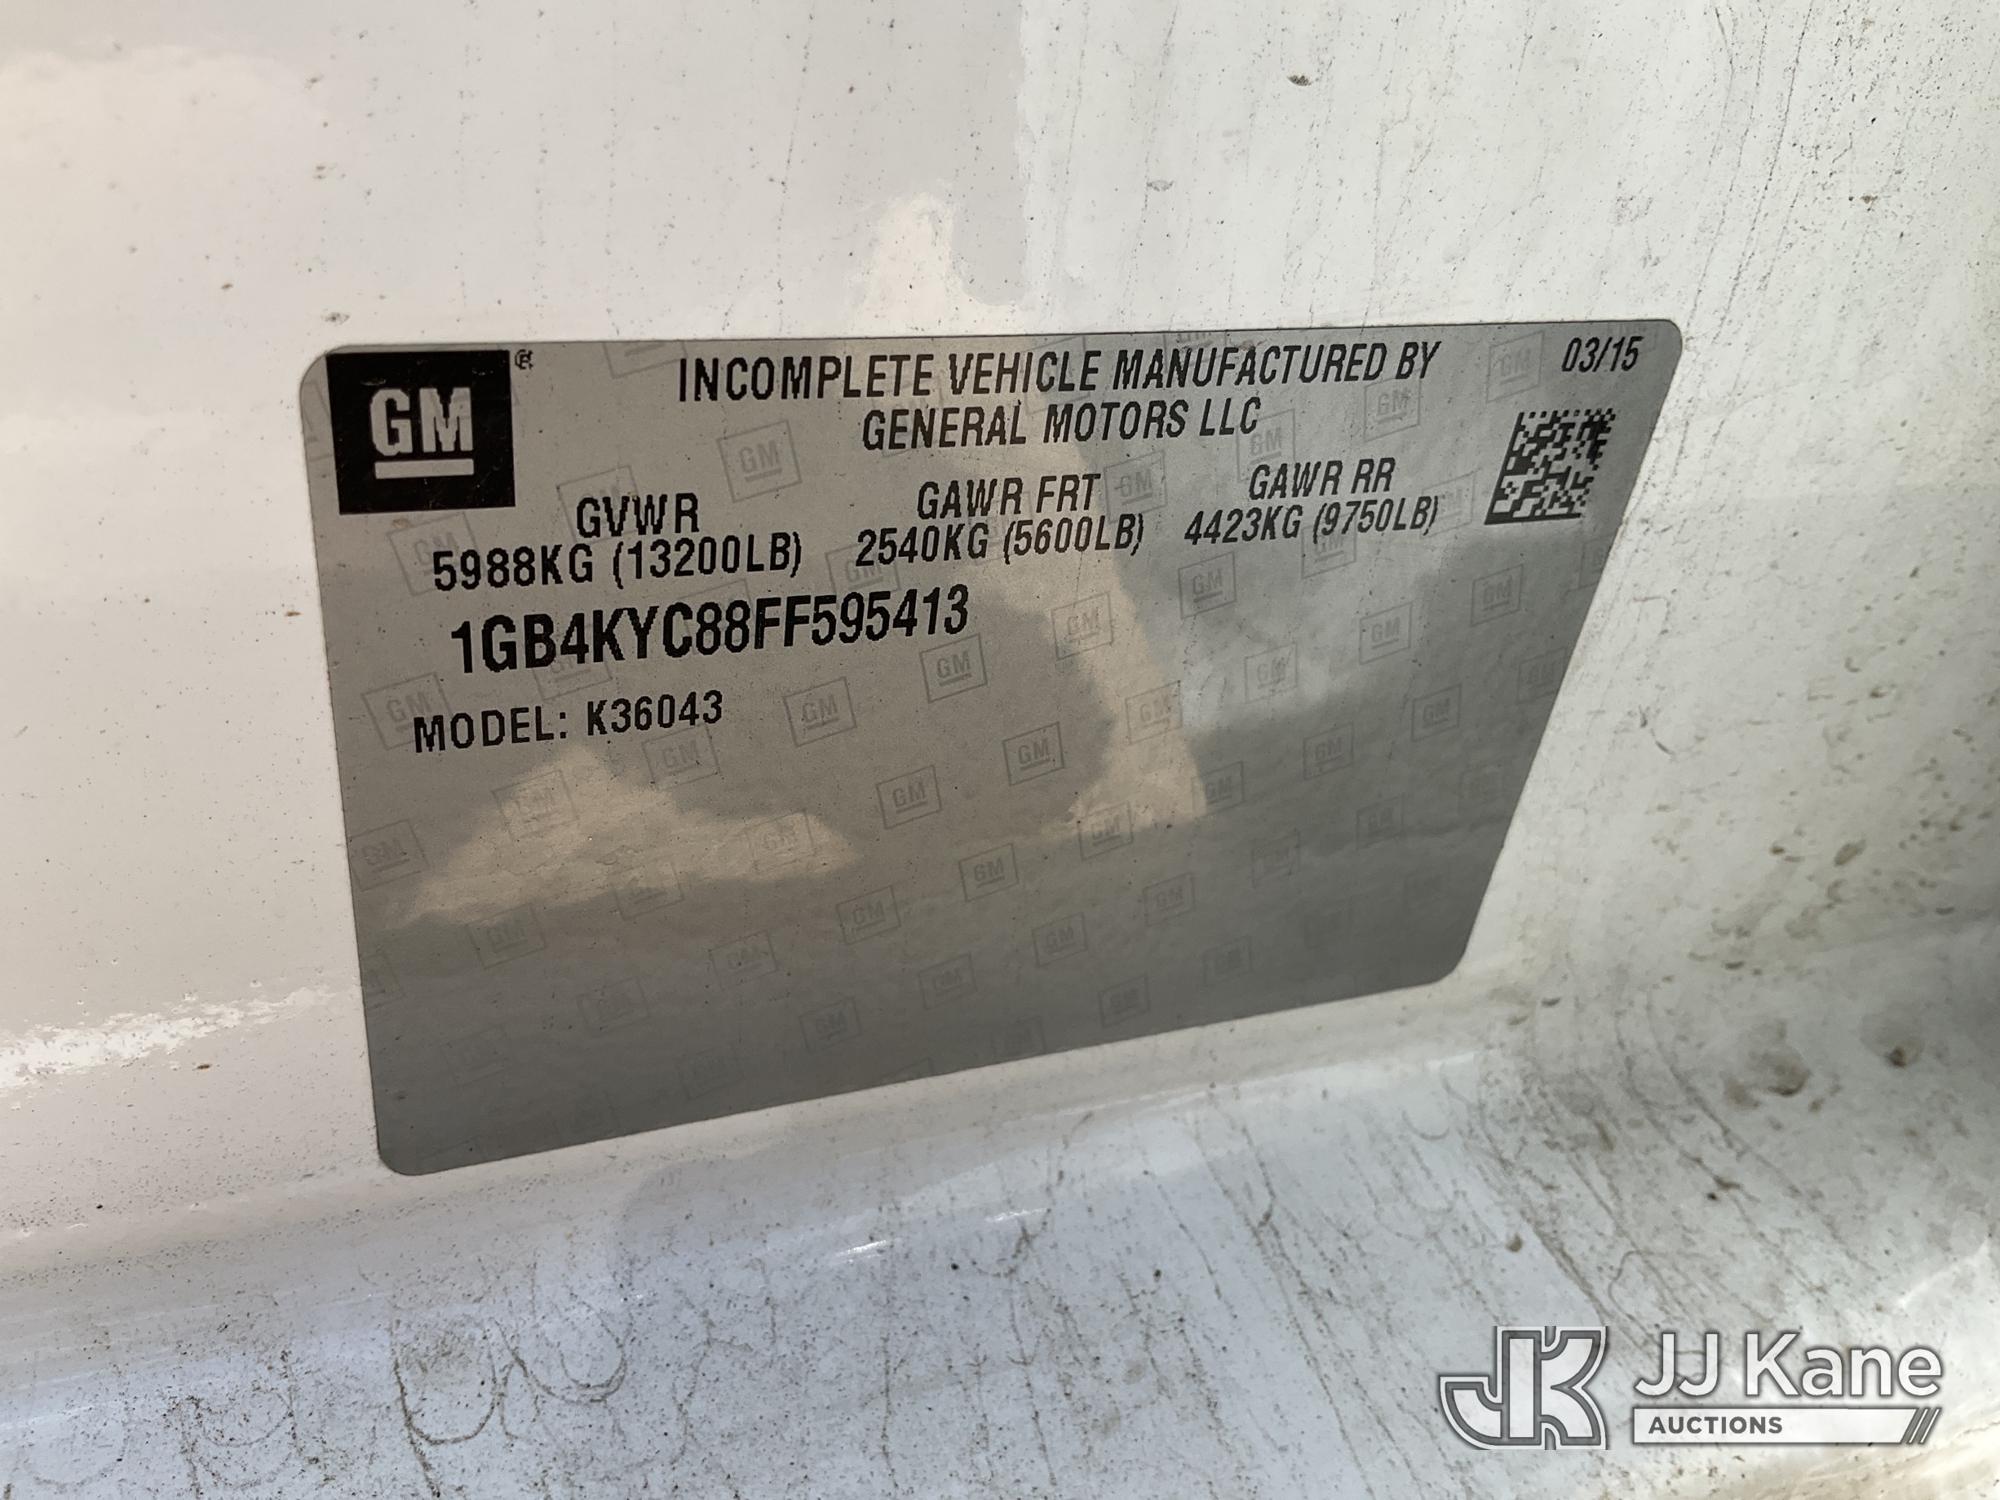 GM ®
INCOMPLETE VEHICLE MANUFACTURED BY 03/15
GENERAL MOTORS LLC
GVWR GAWR FRT GAWR RR
5988KG (13200LB) 2540KG (5600LB) 4423KG (9750LB)
1GB4KYC88FF595413
MODEL: K36043
JK JJ Kane
AUCTIONS